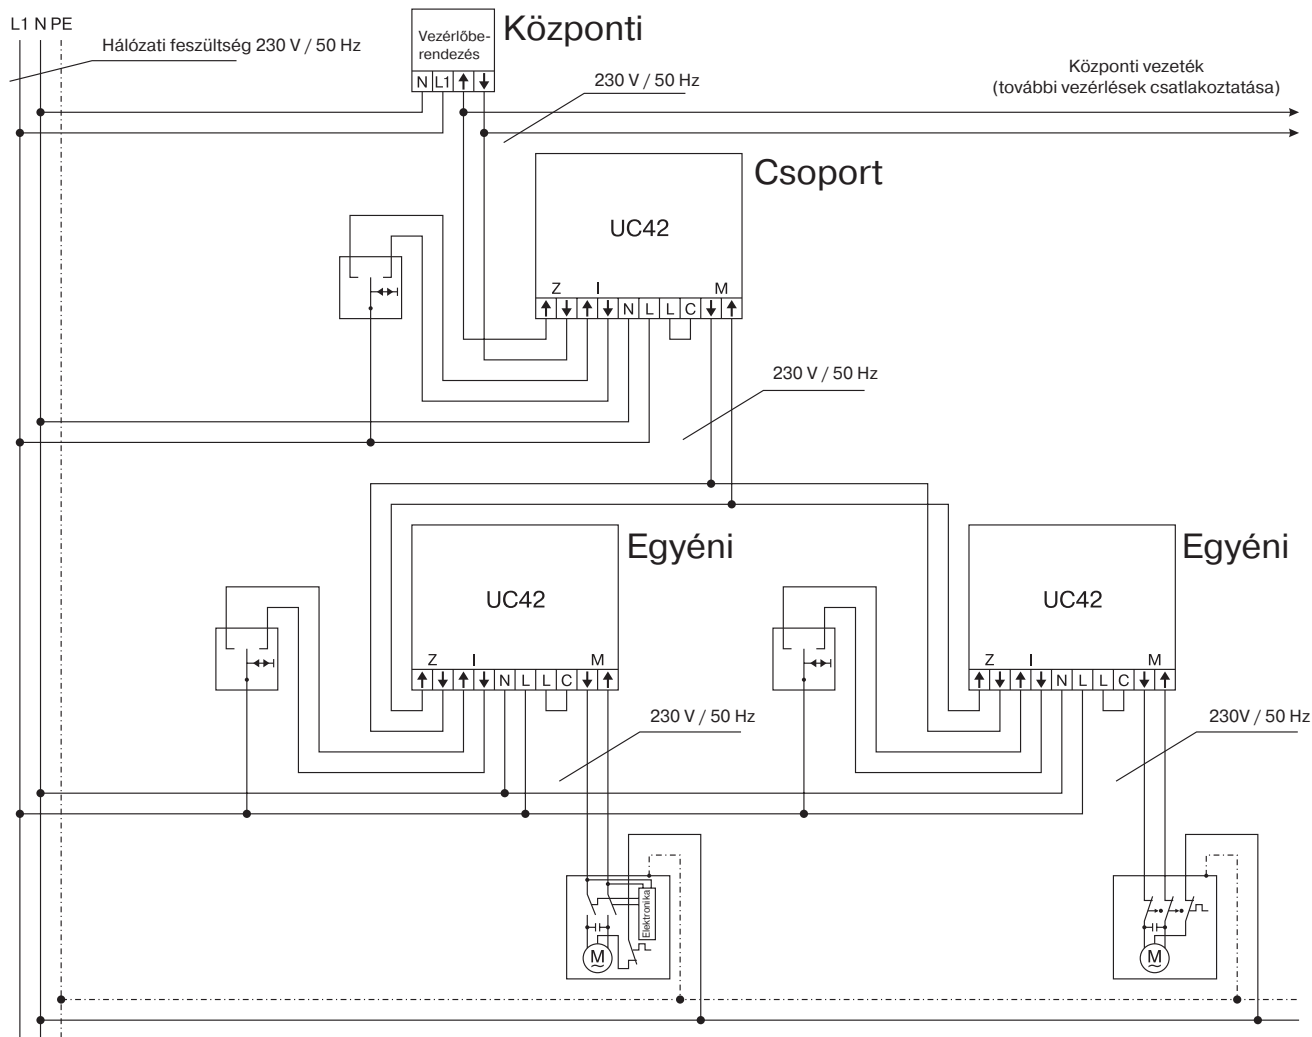 L1 N PE
Hálózati feszültség 230 V / 50 Hz
Vezérlőbe-
rendezés
Központi
N L1
230 V / 50 Hz
Központi vezeték
(további vezérlések csatlakoztatása)
Csoport
UC42
Z I M
N L L C
230 V / 50 Hz
Egyéni
UC42
Z I M
N L L C
230 V / 50 Hz
Elektronika
M
Egyéni
UC42
Z I M
N L L C
230V / 50 Hz
M